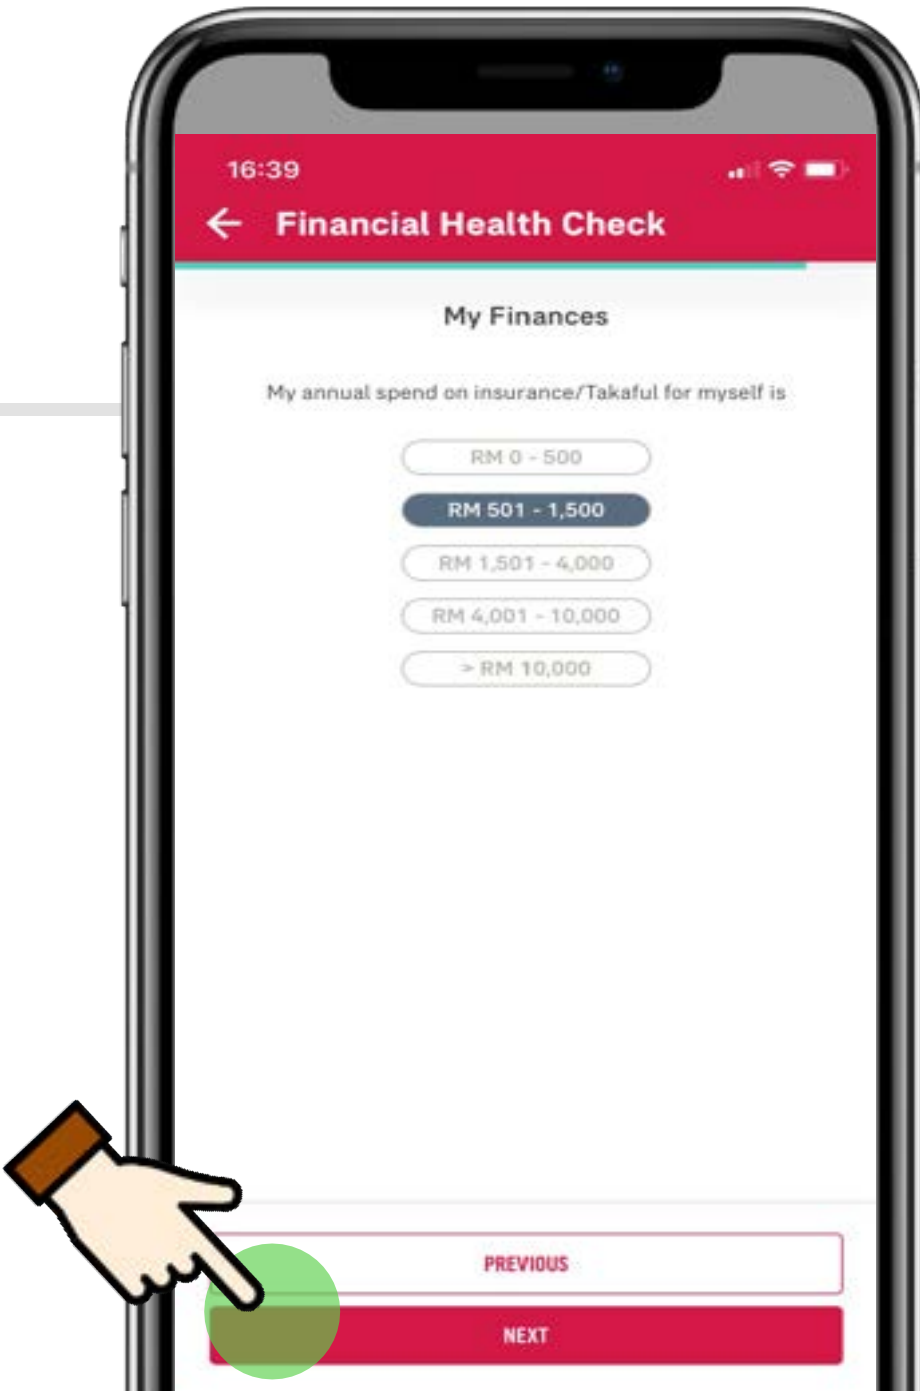 16:39
Financial Health Check
My Finances
My annual spend on insurance/Takaful for myself is
RM 0 - 500
RM 501 - 1,500
RM 1,501 - 4,000
RM 4,001 - 10,000
> RM 10,000
PREVIOUS
NEXT